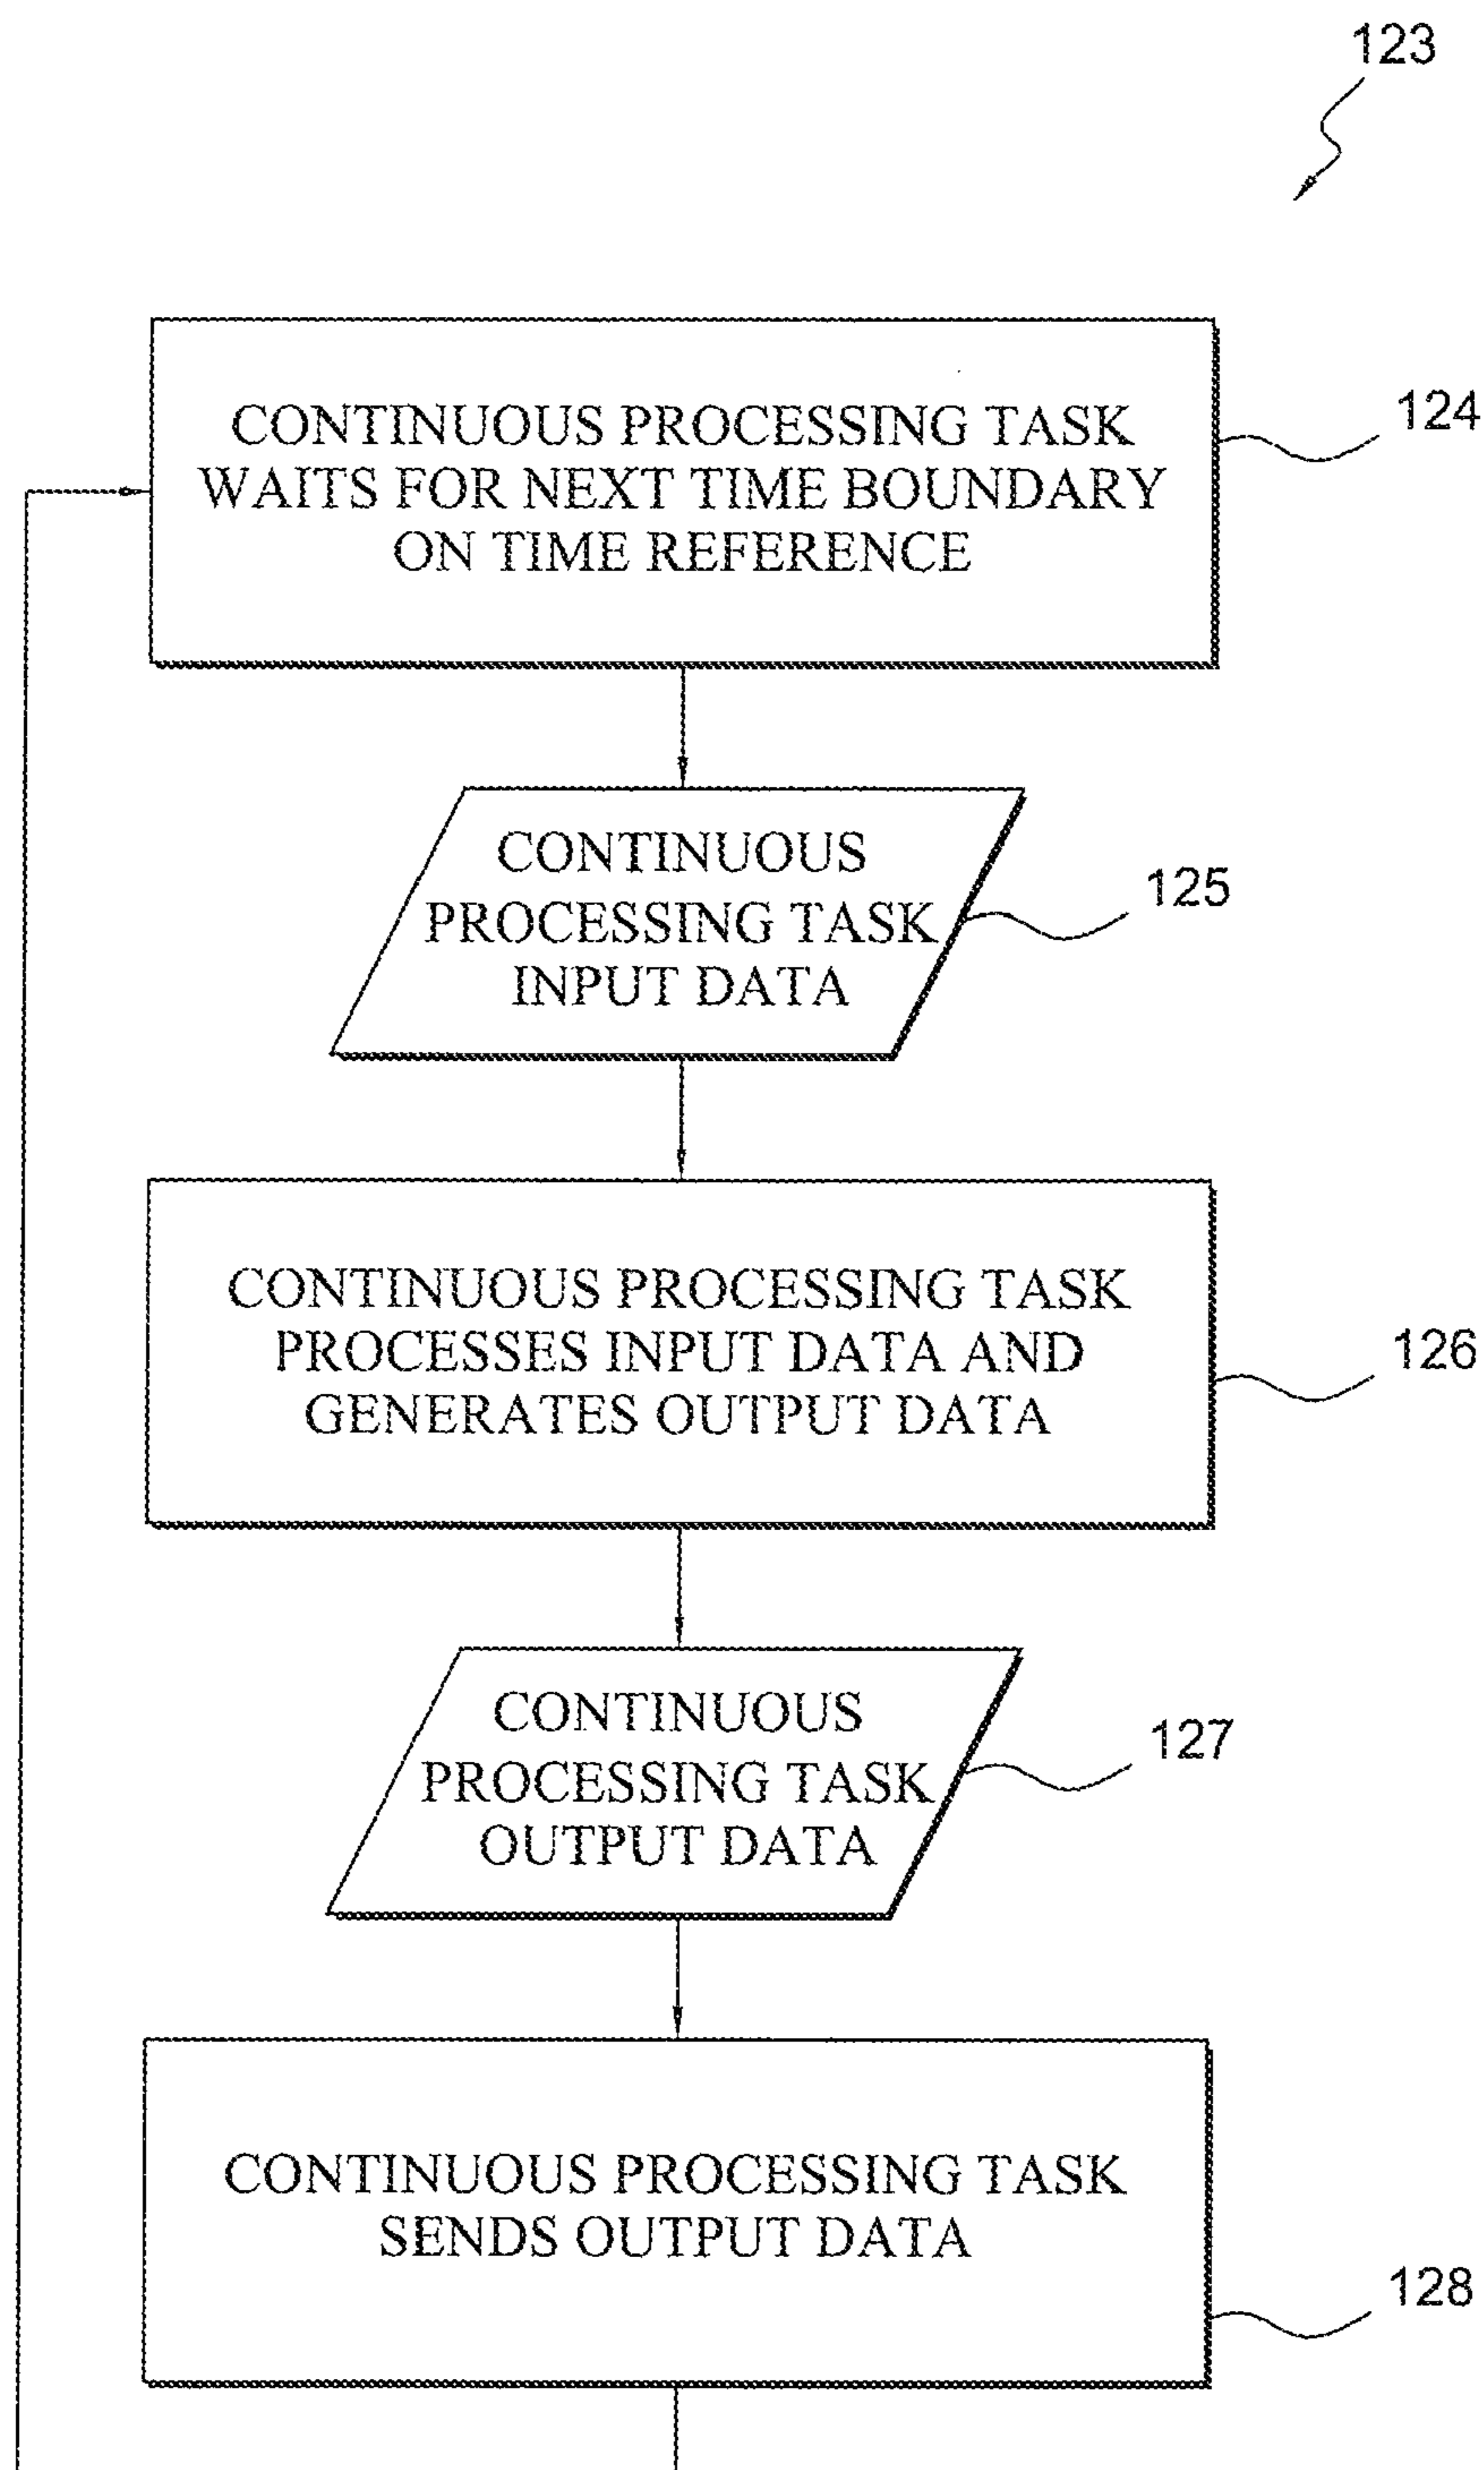 123
CONTINUOUS PROCESSING TASK
WAITS FOR NEXT TIME BOUNDARY
ON TIME REFERENCE
124
CONTINUOUS
PROCESSING TASK
INPUT DATA
125
CONTINUOUS PROCESSING TASK
PROCESSES INPUT DATA AND
GENERATES OUTPUT DATA
126
CONTINUOUS
PROCESSING TASK
OUTPUT DATA
127
CONTINUOUS PROCESSING TASK
SENDS OUTPUT DATA
128